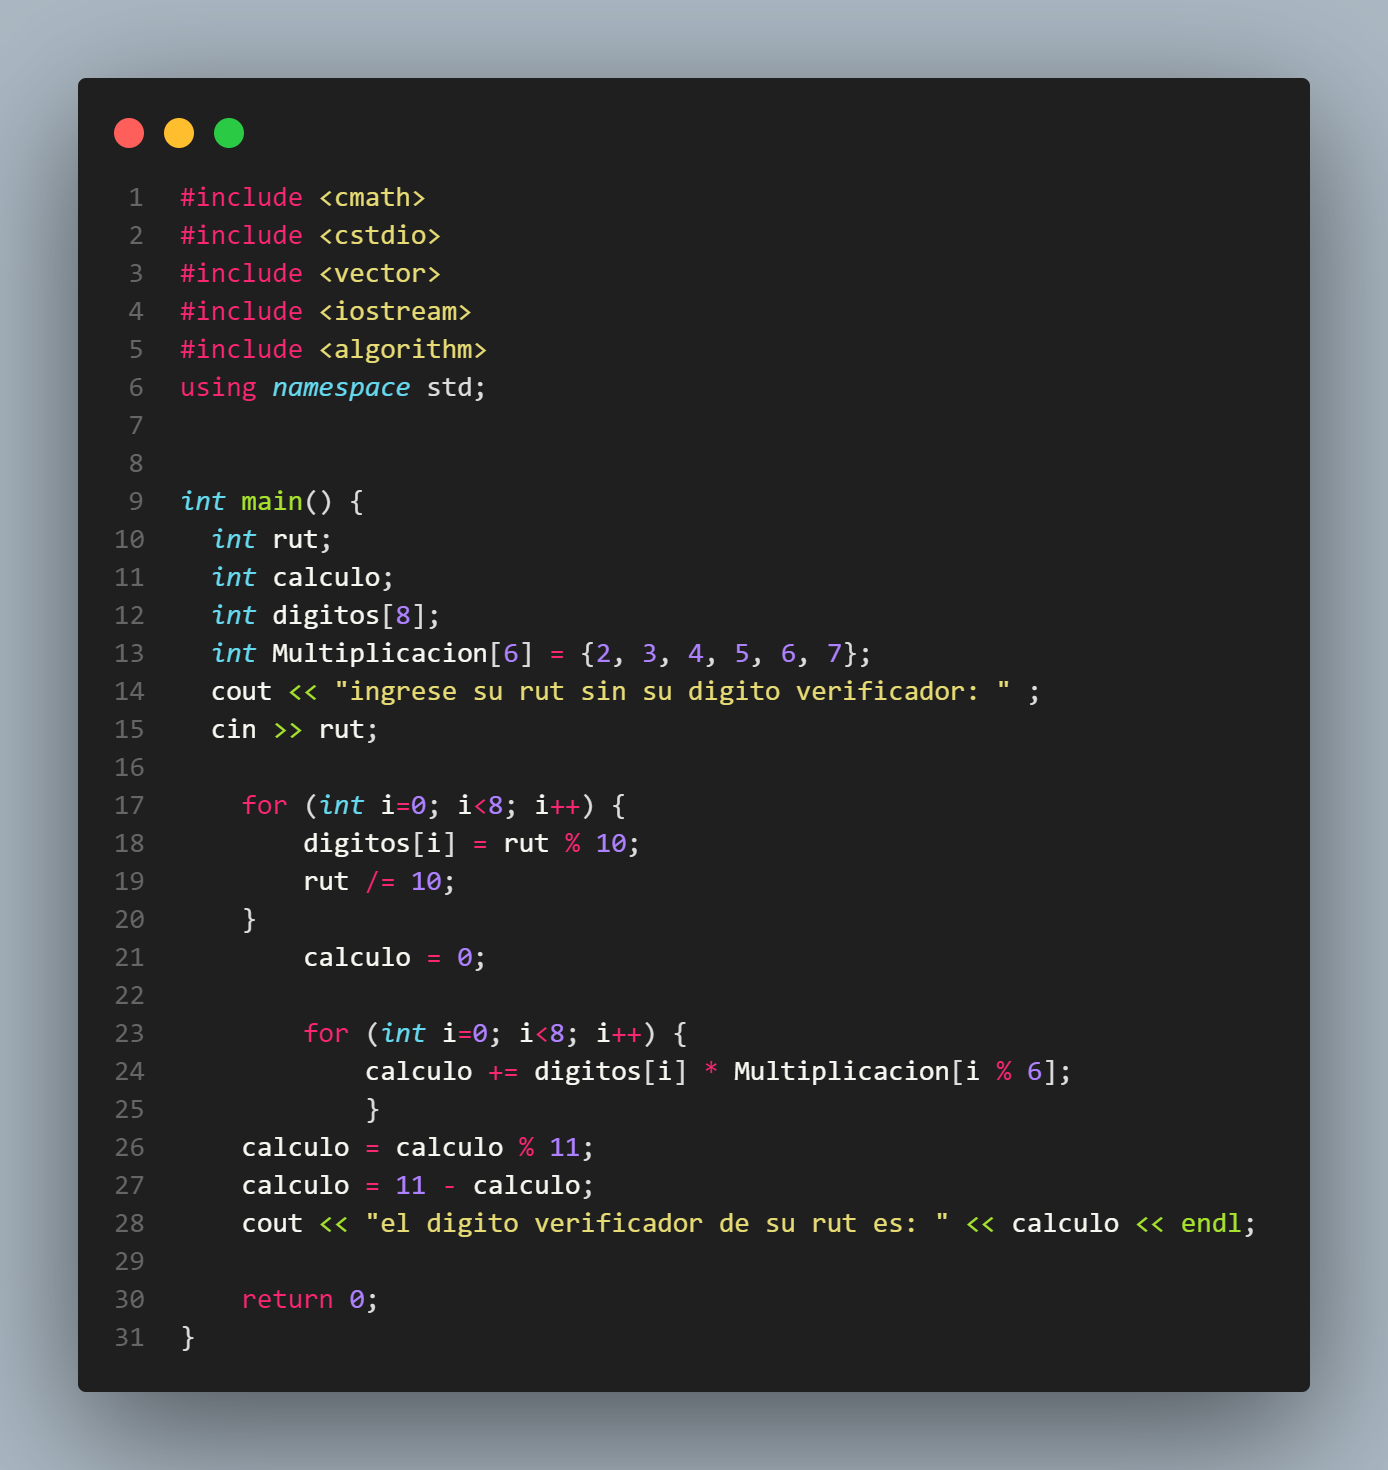 1 #include <cmath>
2 #include <cstdio>
3 #include <vector>
4 #include <iostream>
5 #include <algorithm>
6 using namespace std;
7
8
9 int main() {
10   int rut;
11   int calculo;
12   int digitos[8];
13   int Multiplicacion[6] = {2, 3, 4, 5, 6, 7};
14   cout << "ingrese su rut sin su digito verificador: " ;
15   cin >> rut;
16
17     for (int i=0; i<8; i++) {
18         digitos[i] = rut % 10;
19         rut /= 10;
20     }
21         calculo = 0;
22
23         for (int i=0; i<8; i++) {
24             calculo += digitos[i] * Multiplicacion[i % 6];
25             }
26     calculo = calculo % 11;
27     calculo = 11 - calculo;
28     cout << "el digito verificador de su rut es: " << calculo << endl;
29
30     return 0;
31 }